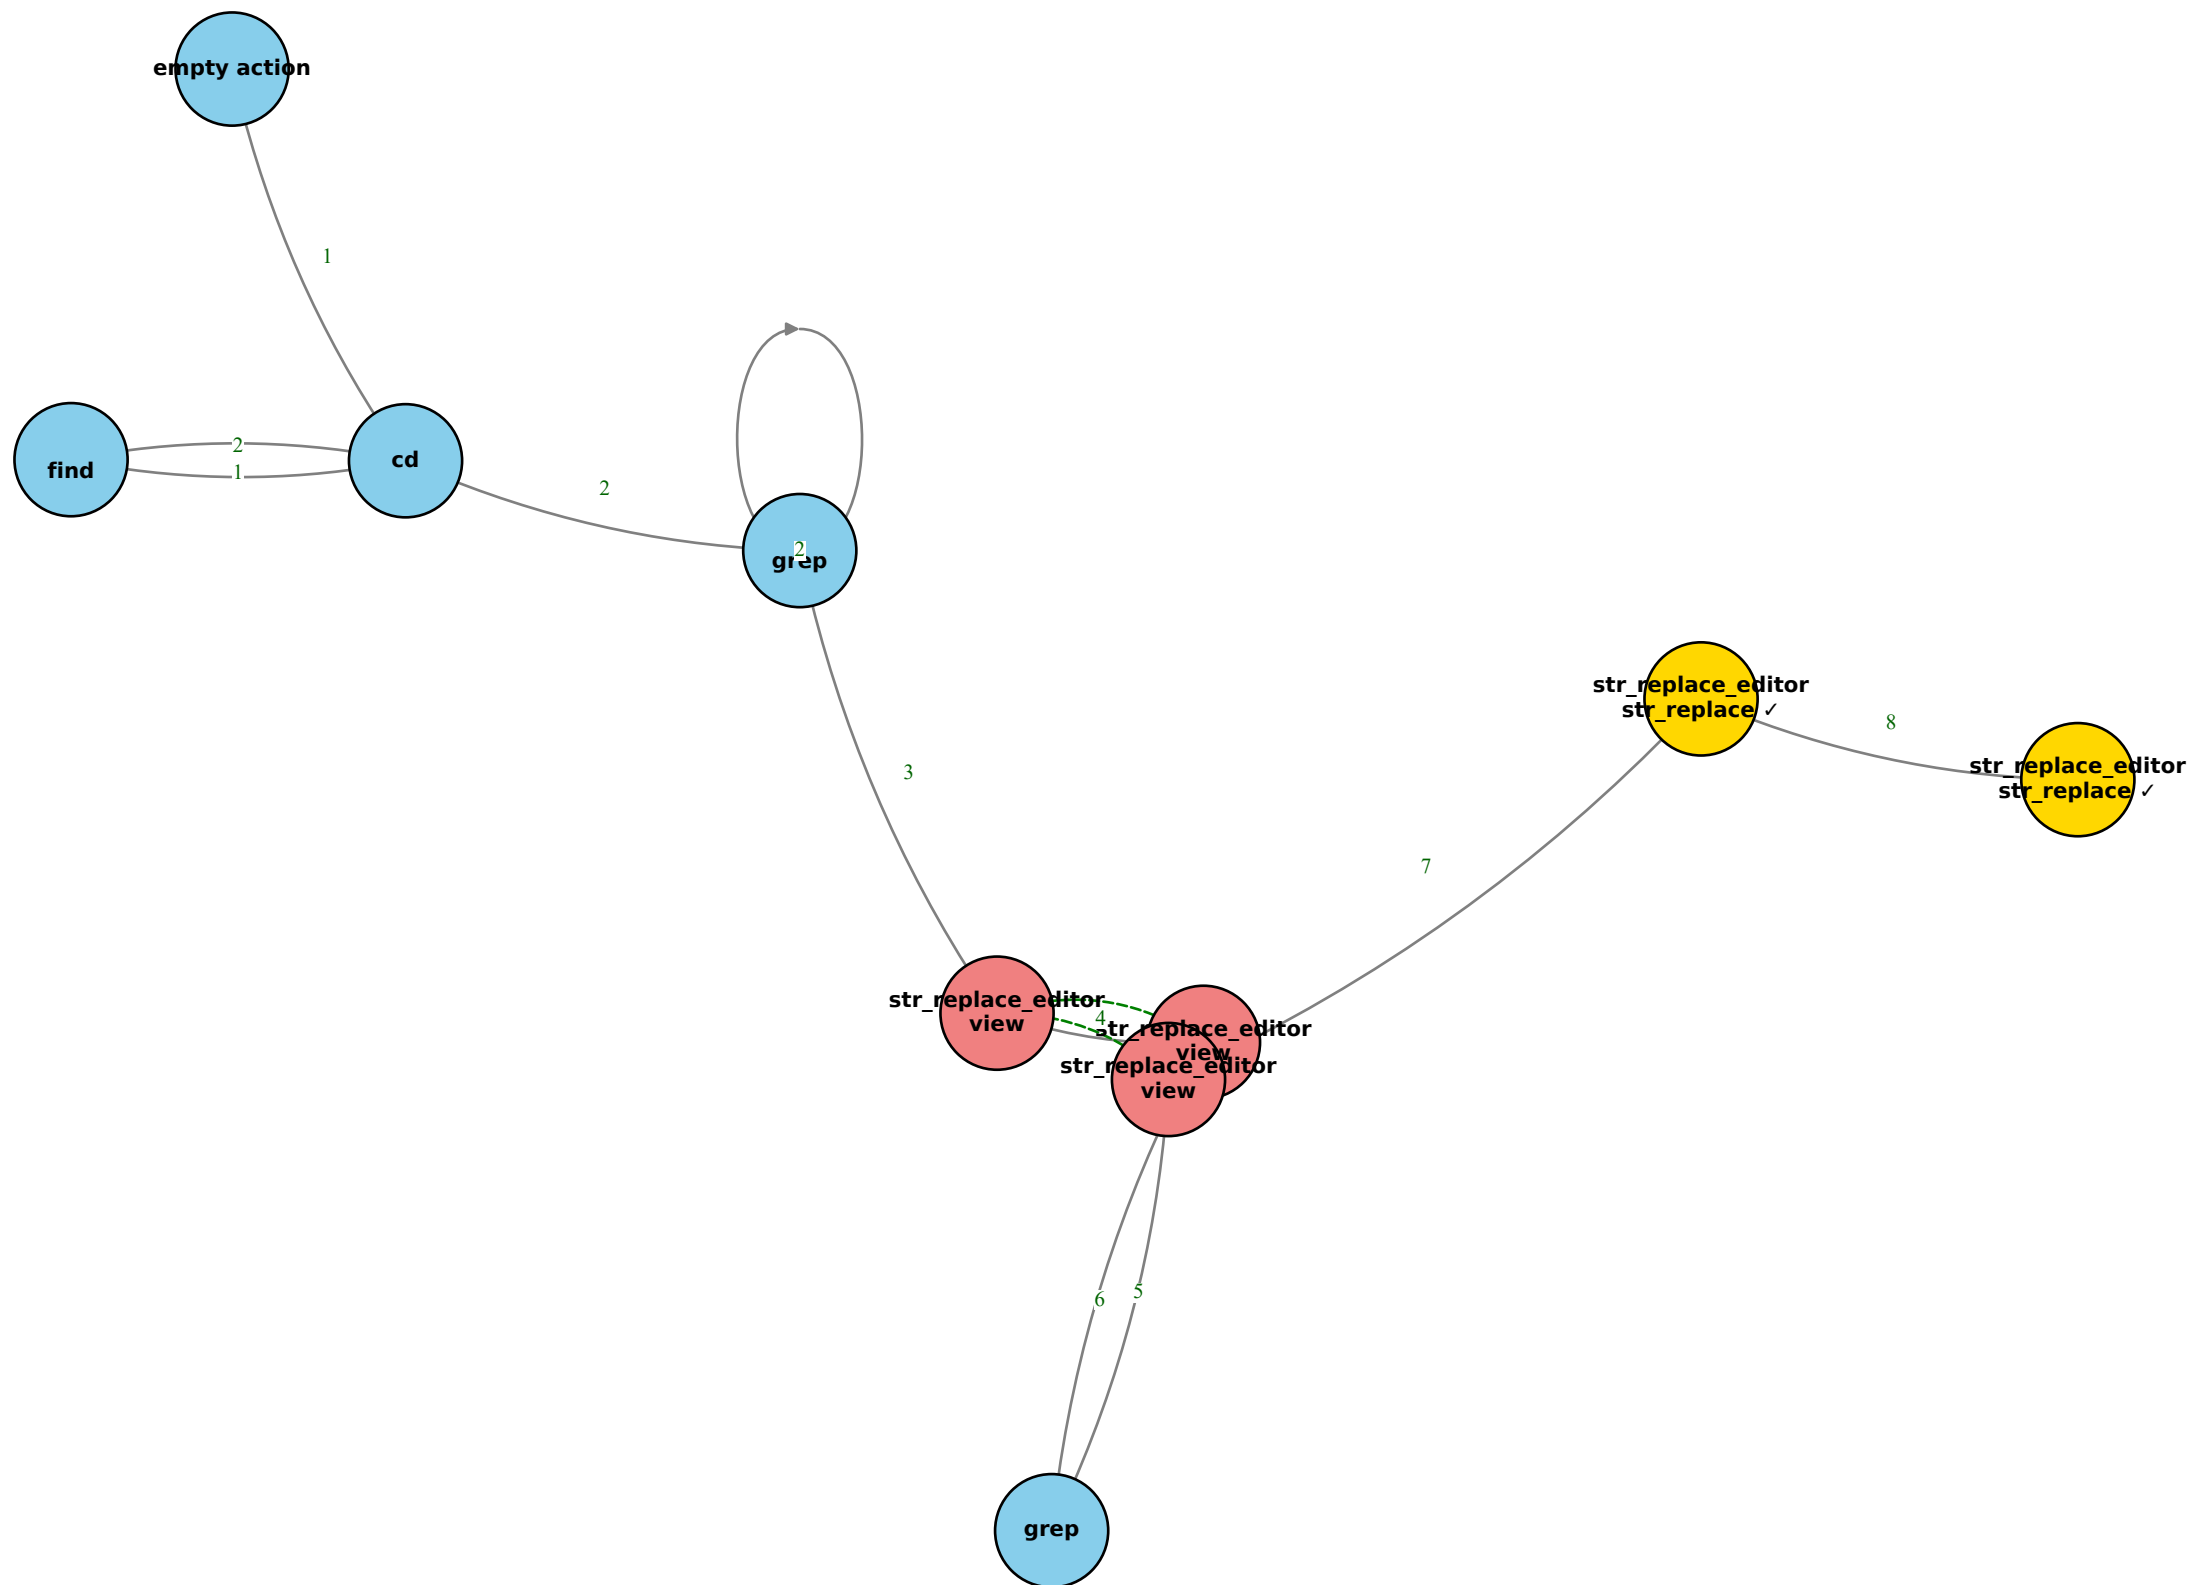 empty action
1
2
find
cd
1
2
2
grep
3
str_replace_editor
str_replace ✓
8
str_replace_editor
str_replace ✓
7
str_replace_editor
view
4
str_replace_editor
view
str_replace_editor
view
6
5
grep